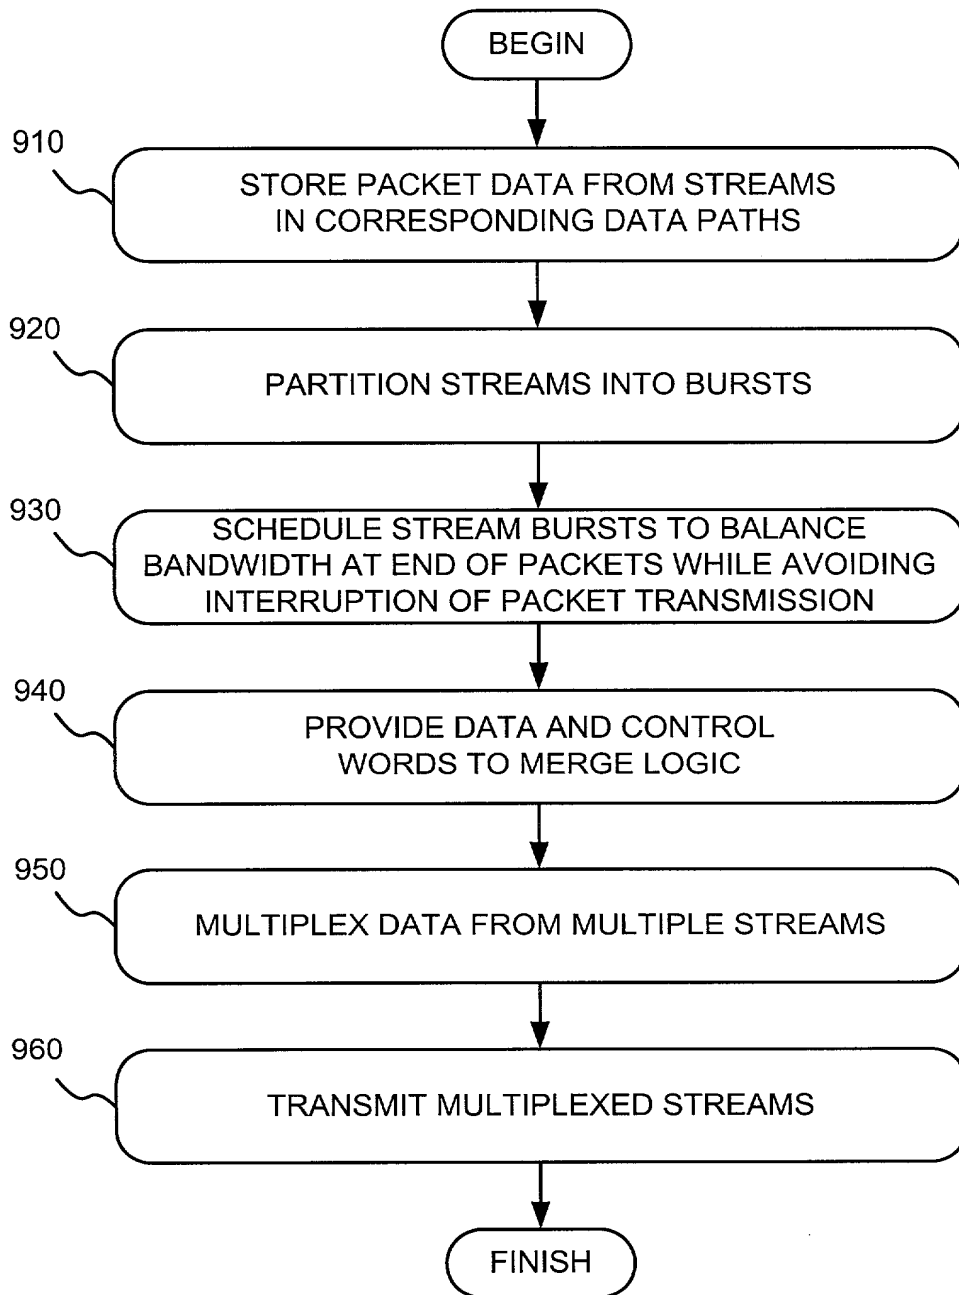 BEGIN
910
STORE PACKET DATA FROM STREAMS
IN CORRESPONDING DATA PATHS
920
PARTITION STREAMS INTO BURSTS
930
SCHEDULE STREAM BURSTS TO BALANCE
BANDWIDTH AT END OF PACKETS WHILE AVOIDING
INTERRUPTION OF PACKET TRANSMISSION
940
PROVIDE DATA AND CONTROL
WORDS TO MERGE LOGIC
950
MULTIPLEX DATA FROM MULTIPLE STREAMS
960
TRANSMIT MULTIPLEXED STREAMS
FINISH